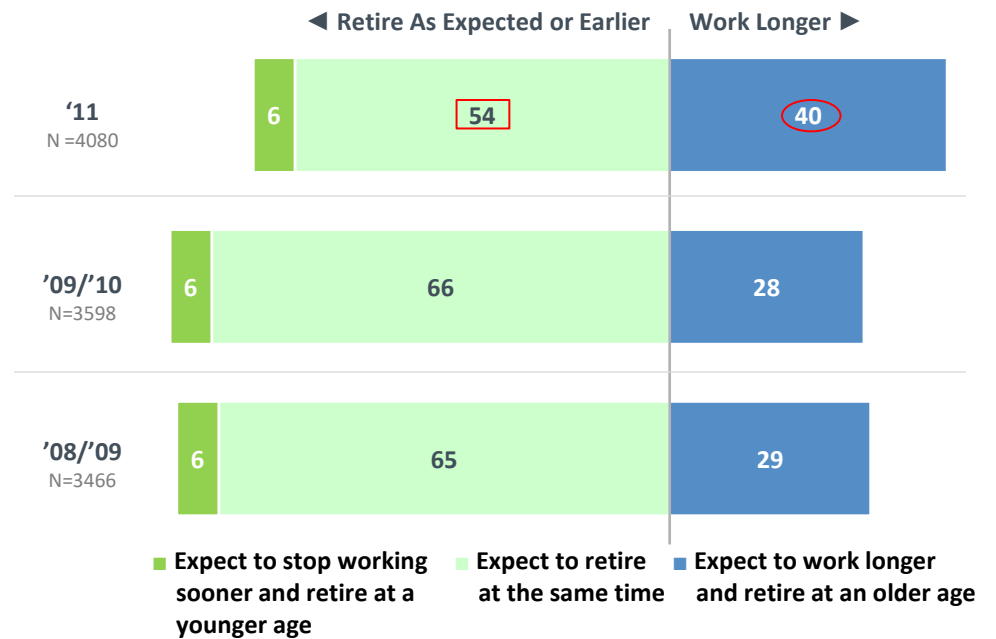 ◄ Retire As Expected or Earlier Work Longer ►
‘11
N =4080
6 54 40
’09/’10
N=3598
6 66 28
’08/’09
N=3466
6 65 29
Expect to stop working sooner and retire at a younger age
Expect to retire at the same time
Expect to work longer and retire at an older age